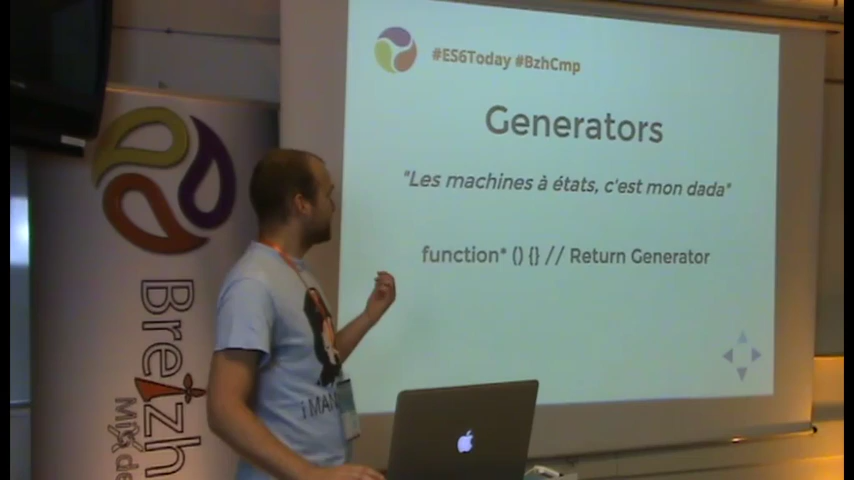 #ES6Today #BzhCmp
Generators
"Les machines à états, c'est mon dada"
function* () {} // Return Generator
Breizh